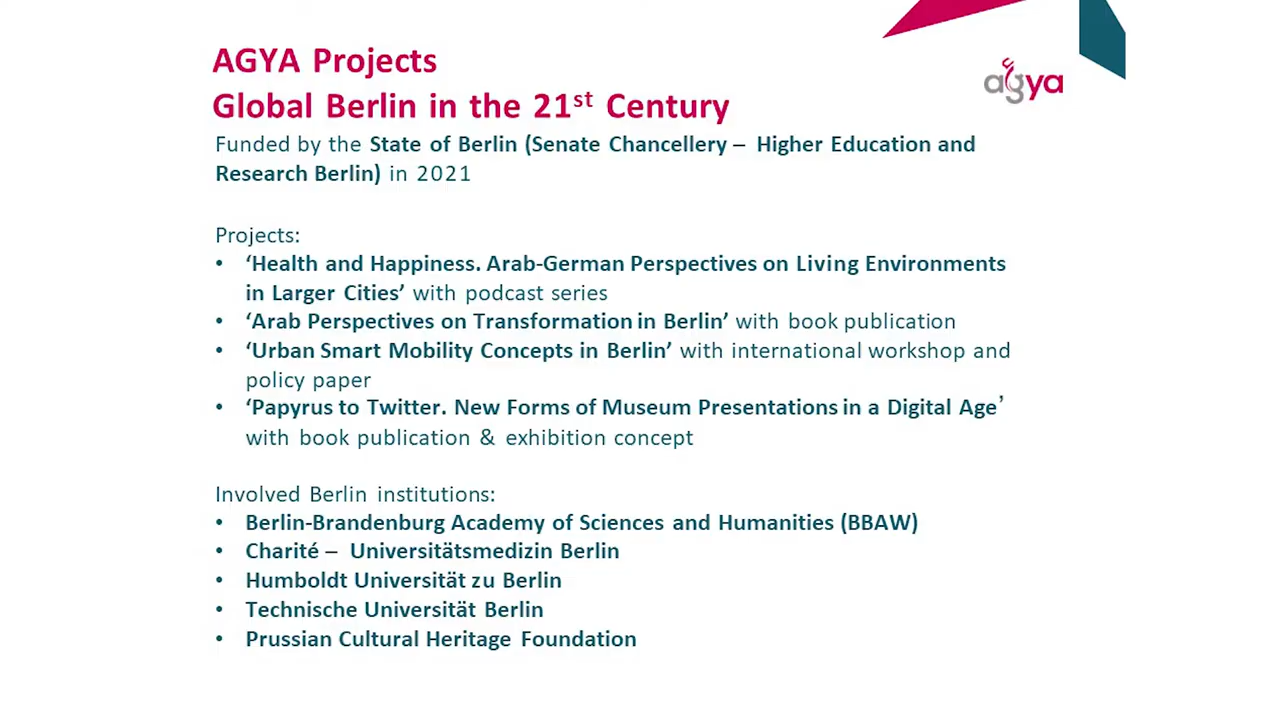 AGYA Projects
agya
Global Berlin in the 21st Century
Funded by the State of Berlin (Senate Chancellery – Higher Education and
Research Berlin) in 2021
Projects:
• ‘Health and Happiness. Arab-German Perspectives on Living Environments
in Larger Cities’ with podcast series
• ‘Arab Perspectives on Transformation in Berlin’ with book publication
• ‘Urban Smart Mobility Concepts in Berlin’ with international workshop and
policy paper
• ‘Papyrus to Twitter. New Forms of Museum Presentations in a Digital Age’
with book publication & exhibition concept
Involved Berlin institutions:
• Berlin-Brandenburg Academy of Sciences and Humanities (BBAW)
• Charité – Universitätsmedizin Berlin
• Humboldt Universität zu Berlin
• Technische Universität Berlin
• Prussian Cultural Heritage Foundation